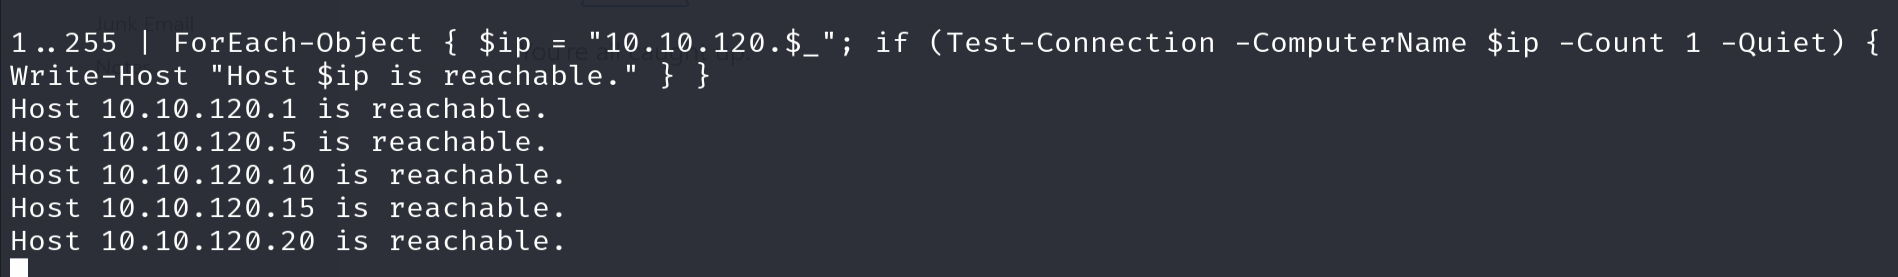 Junk Email
1..255 | ForEach-Object { $ip = "10.10.120.$_"; if (Test-Connection -ComputerName $ip -Count 1 -Quiet) {
Write-Host "Host $ip is reachable." } }
Host 10.10.120.1 is reachable.
Host 10.10.120.5 is reachable.
Host 10.10.120.10 is reachable.
Host 10.10.120.15 is reachable.
Host 10.10.120.20 is reachable.